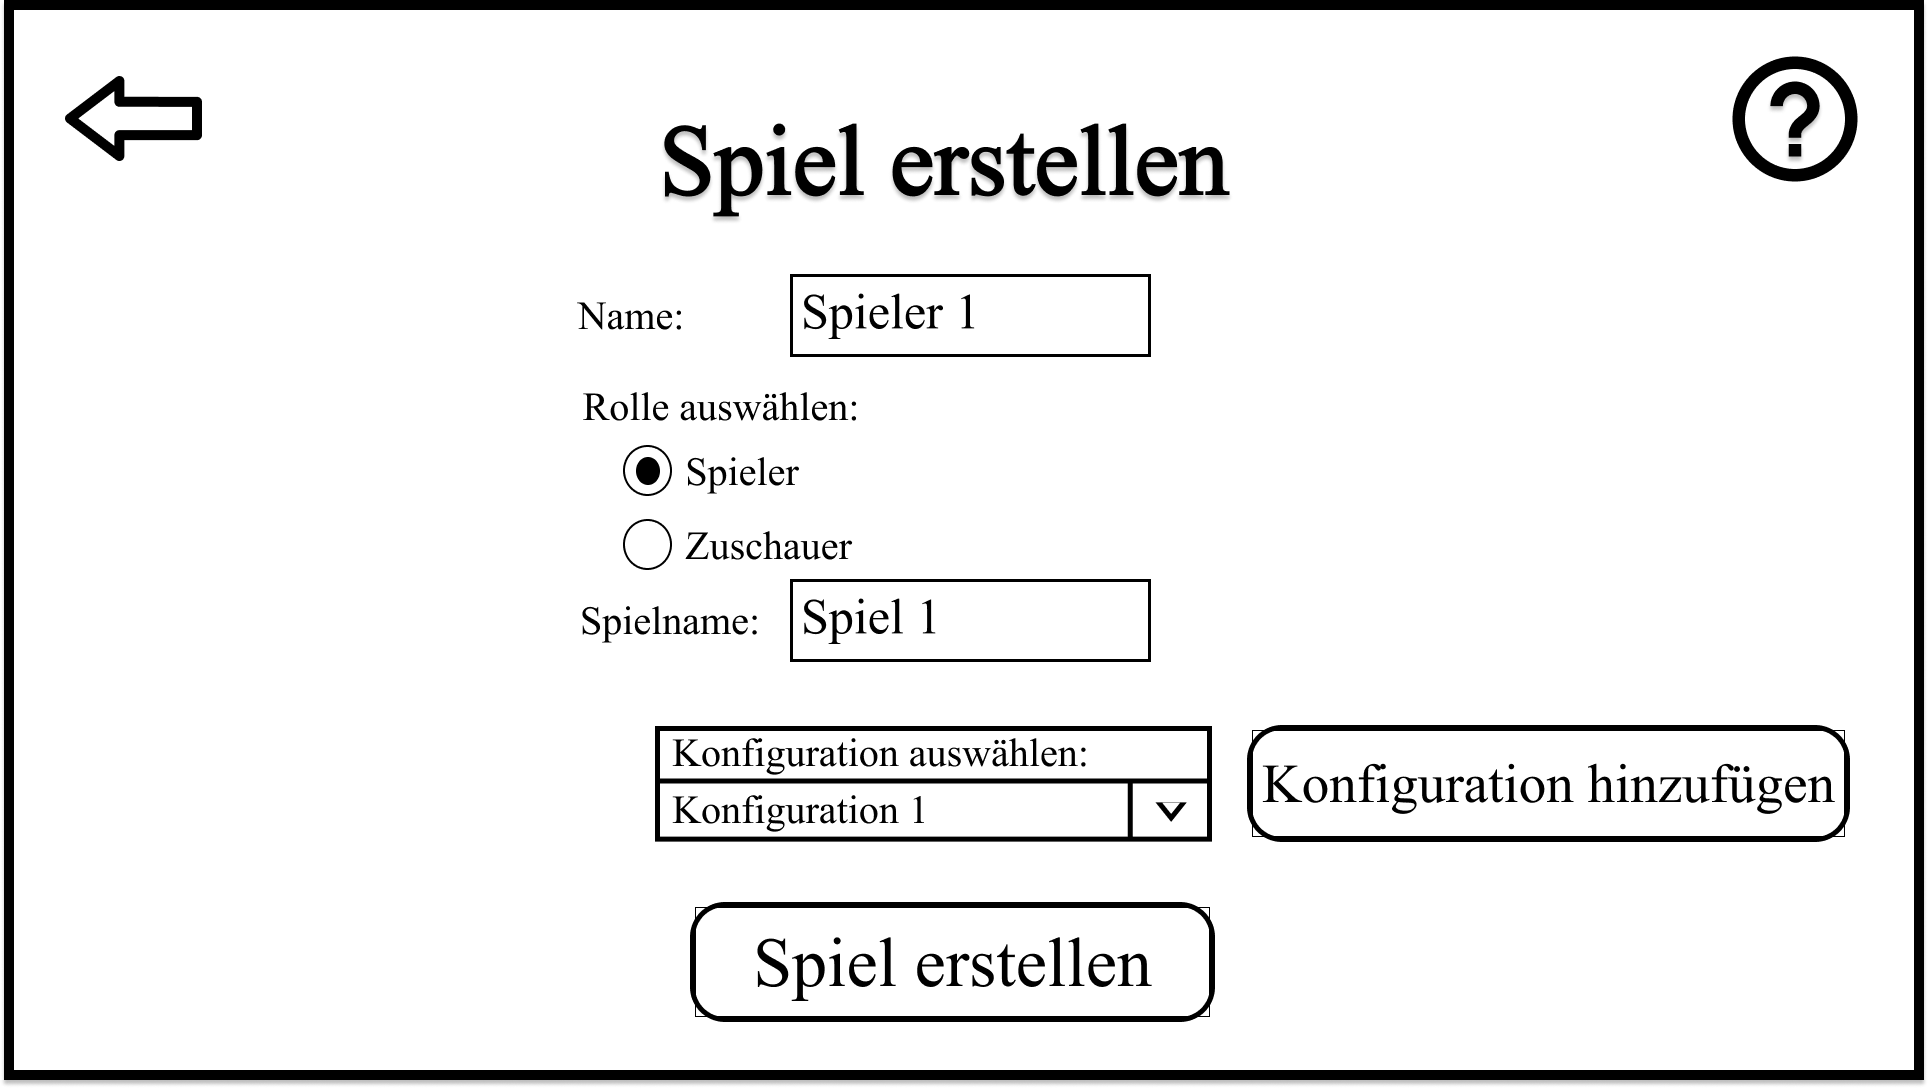 ?
Spiel erstellen
Name:
Spieler 1
Rolle auswählen:
Spieler
Zuschauer
Spielname:
Spiel 1
Konfiguration auswählen:
Konfiguration 1
Konfiguration hinzufügen
Spiel erstellen